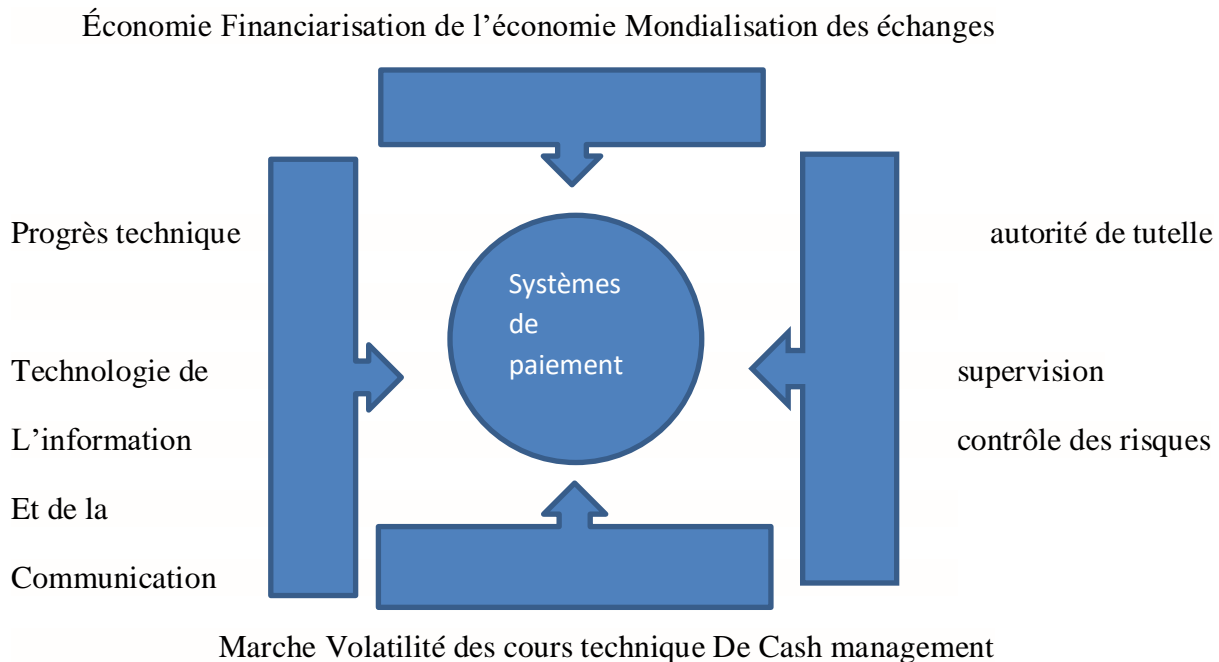 Économie Financiarisation de l’économie Mondialisation des échanges
Progrès technique
autorité de tutelle
Systèmes
de
paiement
Technologie de
L’information
Et de la
Communication
supervision
contrôle des risques
Marche Volatilité des cours technique De Cash management